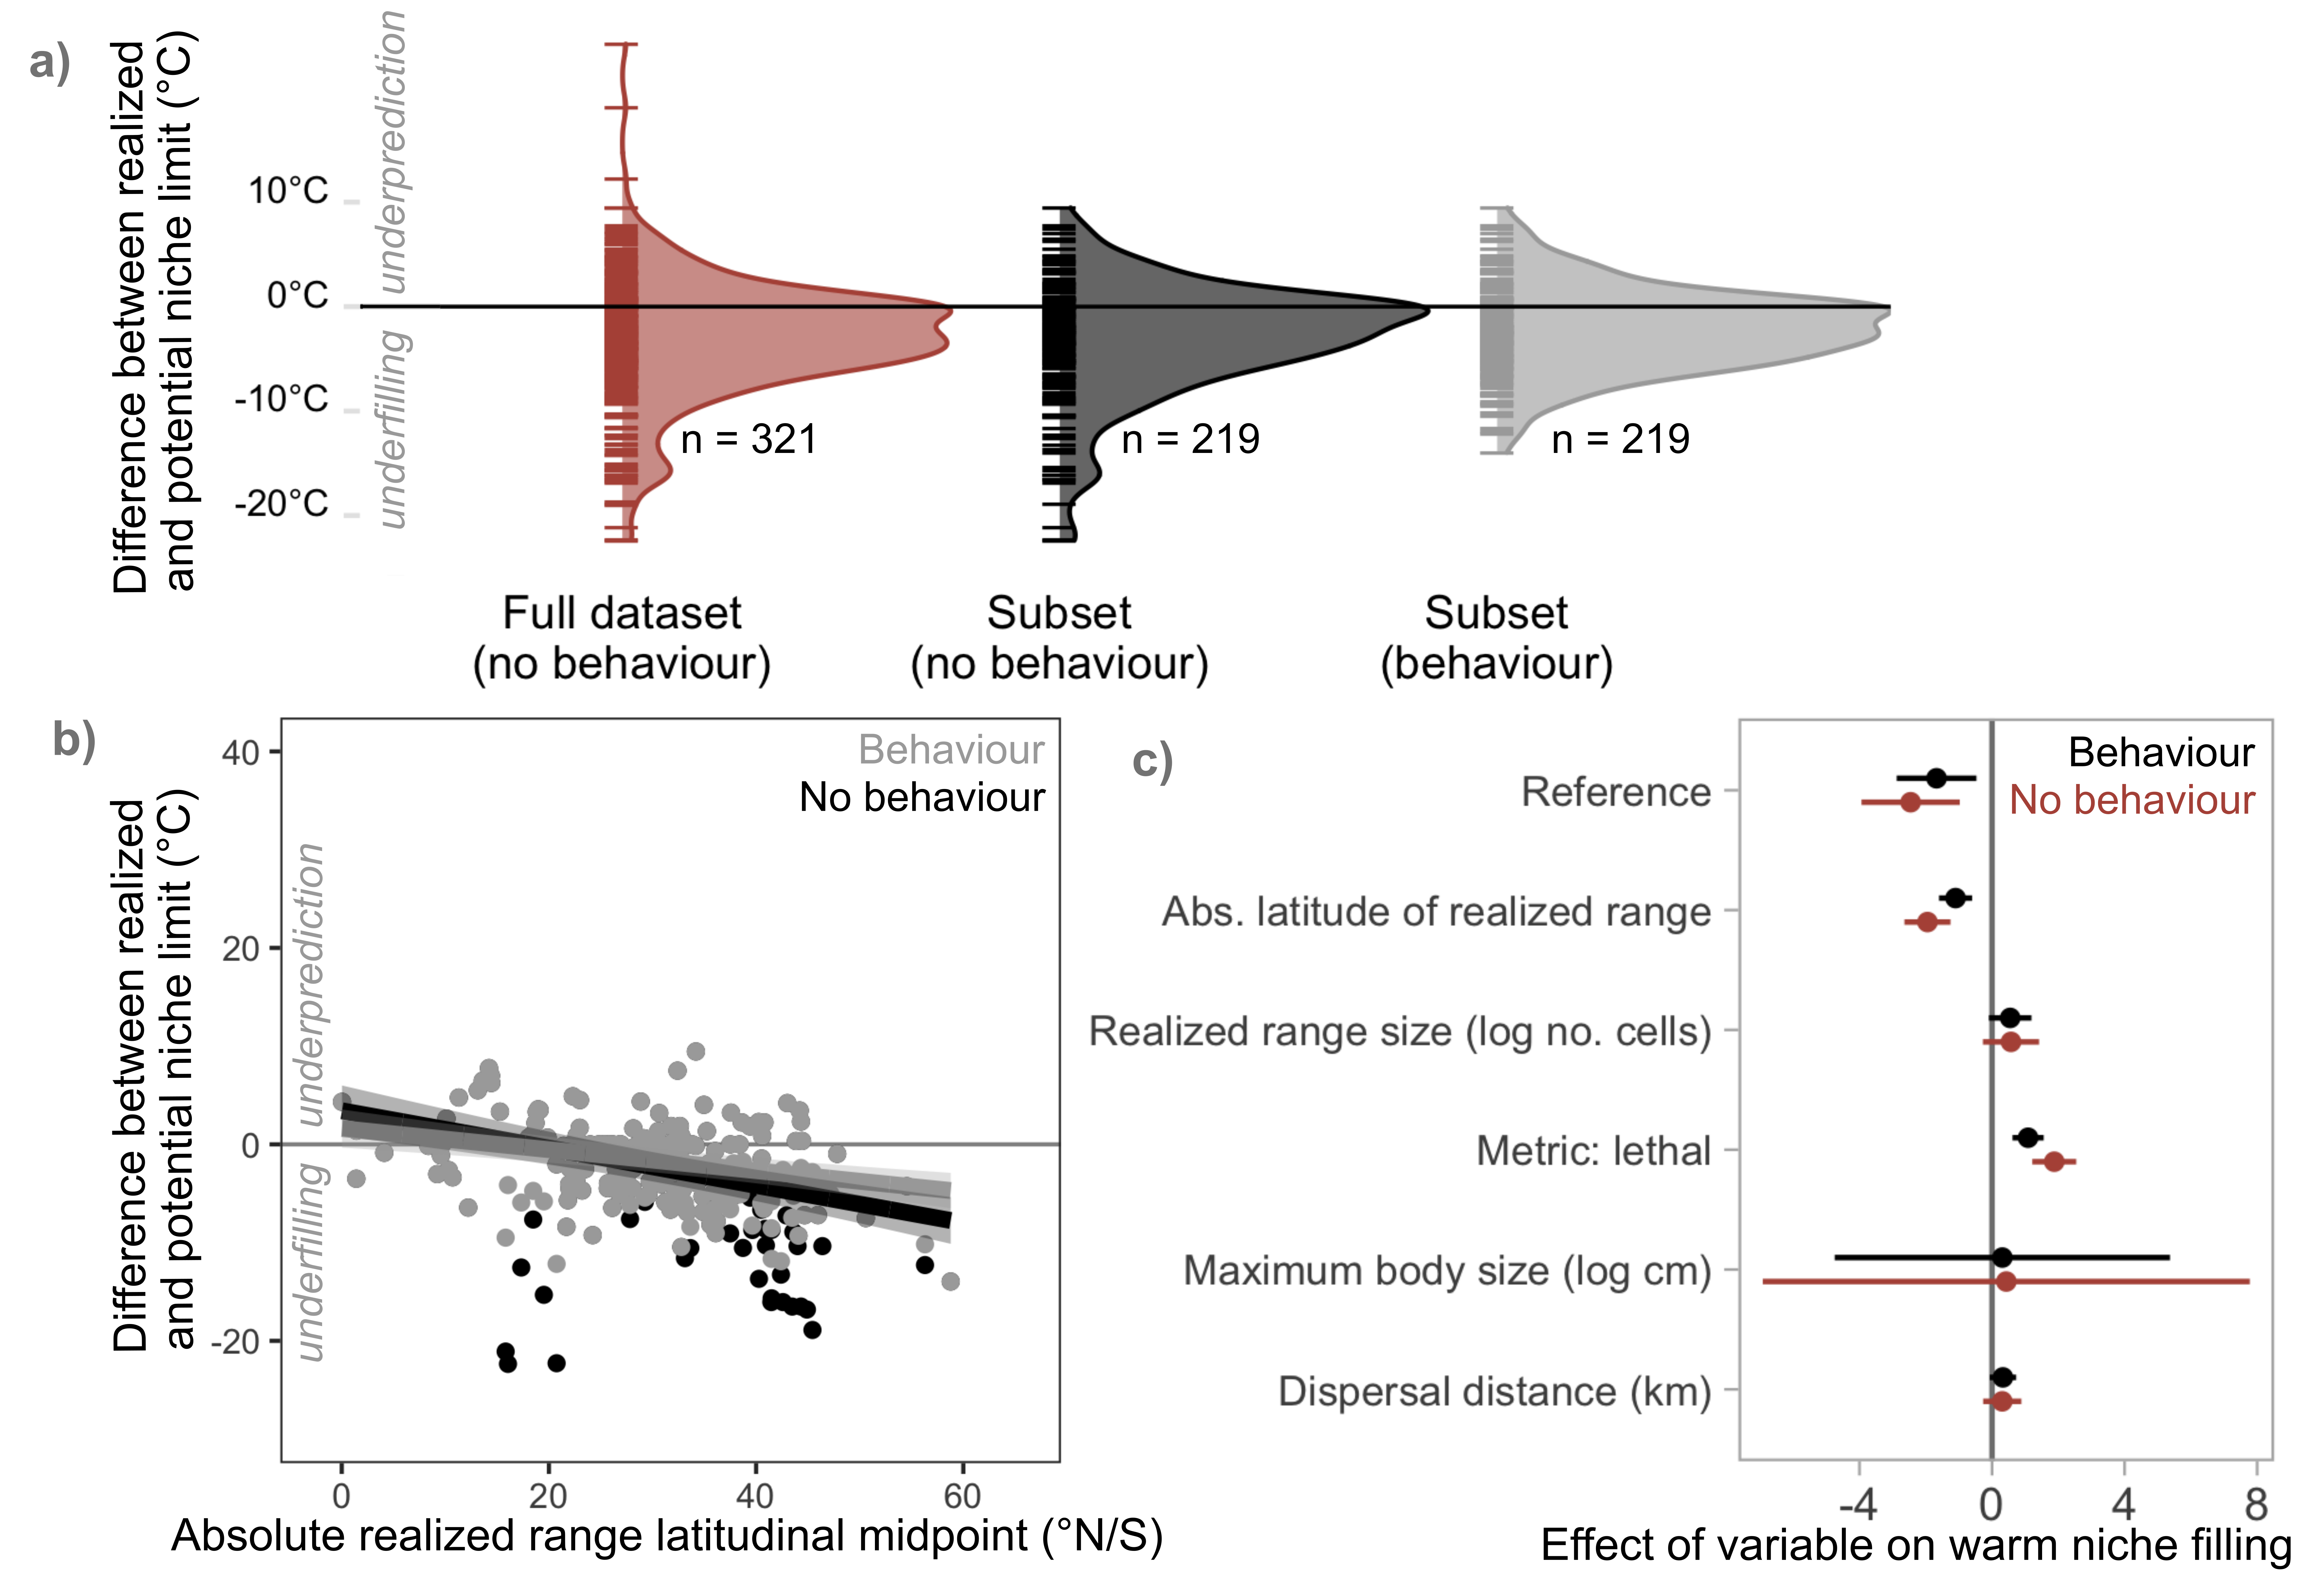 a)
Difference between realized
and potential niche limit (°C)
underprediction
underfilling
10°C
0°C
-10°C
-20°C
n = 321
n = 219
n = 219
Full dataset
(no behaviour)
Subset
(no behaviour)
Subset
(behaviour)
b)
Difference between realized
and potential niche limit (°C)
underprediction
underfilling
40
20
0
-20
Behaviour
No behaviour
0
20
40
60
Absolute realized range latitudinal midpoint (°N/S)
c)
Behaviour
No behaviour
Reference
Abs. latitude of realized range
Realized range size (log no. cells)
Metric: lethal
Maximum body size (log cm)
Dispersal distance (km)
-4
0
4
8
Effect of variable on warm niche filling